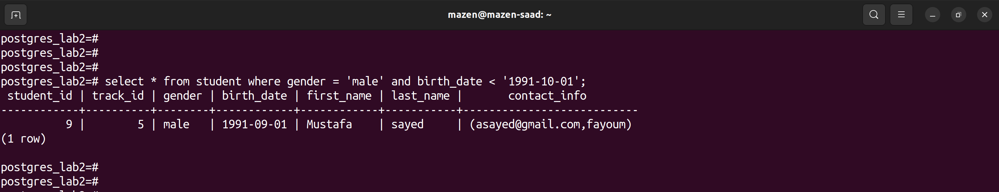 mazen@mazen-saad: ~
postgres_lab2=#
postgres_lab2=#
postgres_lab2=#
postgres_lab2=# select * from student where gender = 'male' and birth_date < '1991-10-01';
 student_id | track_id | gender | birth_date | first_name | last_name |       contact_info
------------+----------+--------+------------+------------+-----------+---------------------------
          9 |        5 | male   | 1991-09-01 | Mustafa    | sayed     | (asayed@gmail.com,fayoum)
(1 row)

postgres_lab2=#
postgres_lab2=#